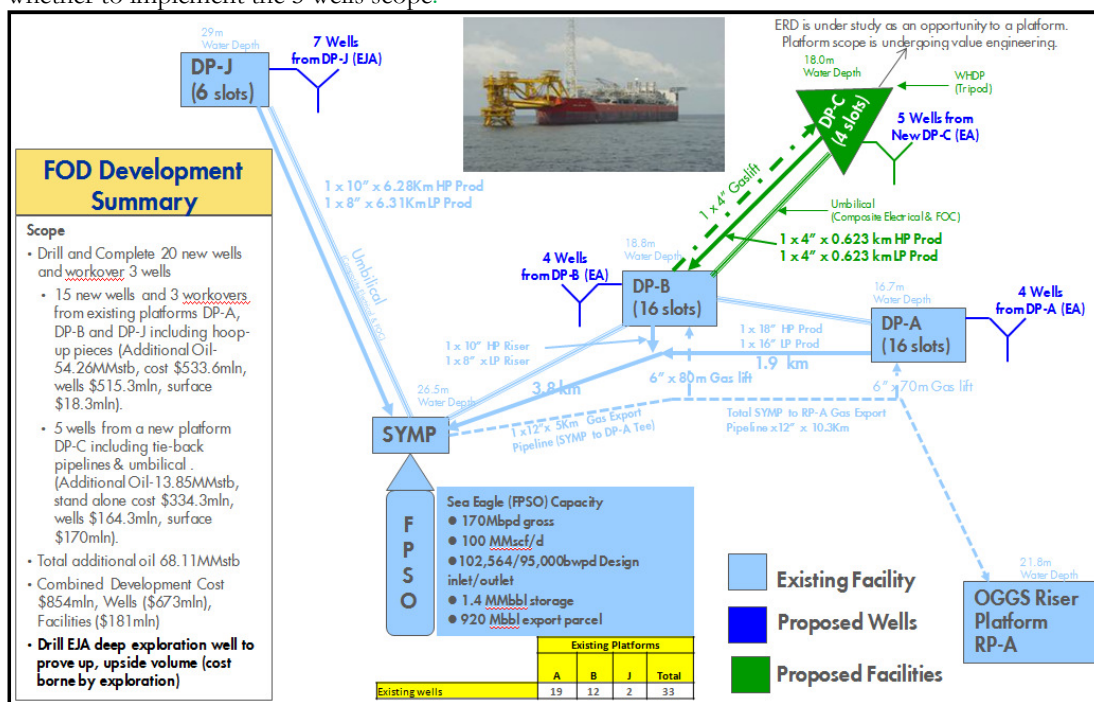 whether to implement the 5 wells scope.
29m
Water Depth
DP-J
(6 slots)
7 Wells
from DP-J (EJA)
ERD is under study as an opportunity to a platform.
Platform scope is undergoing value engineering.
18.0m
Water Depth
WHDP
(Tripod)
DP-C
(4 slots)
5 Wells from
New DP-C (EA)
FOD Development
Summary
Scope
• Drill and Complete 20 new wells
and workover 3 wells
• 15 new wells and 3 workovers
from existing platforms DP-A,
DP-B and DP-J including hoop-
up pieces (Additional Oil-
54.26MMstb, cost $533.6mln,
wells $515.3mln, surface
$18.3mln).
• 5 wells from a new platform
DP-C including tie-back
pipelines & umbilical .
(Additional Oil-13.85MMstb,
stand alone cost $334.3mln,
wells $164.3mln, surface
$170mln).
• Total additional oil 68.11MMstb
• Combined Development Cost
$854mln, Wells ($673mln),
Facilities ($181mln)
• Drill EJA deep exploration well to
prove up, upside volume (cost
borne by exploration)
1 x 10” x 6.28Km HP Prod
1 x 8” x 6.31Km LP Prod
Umbilical
(Composite Electrical & FOC)
1 x 4” Gaslift
Umbilical
(Composite Electrical & FOC)
1 x 4” x 0.623 km HP Prod
1 x 4” x 0.623 km LP Prod
18.8m
Water Depth
4 Wells
from DP-B (EA)
DP-B
(16 slots)
16.7m
Water Depth
4 Wells
from DP-A (EA)
DP-A
(16 slots)
1 x 10” HP Riser
1 x 8” x LP Riser
1 x 18” HP Prod
1 x 16” LP Prod
1.9 km
3.8 km
6” x 80m Gas lift
6” x 70m Gas lift
26.5m
Water Depth
SYMP
1 x12”x 5Km Gas Export
Pipeline (SYMP to DP-A Tee)
Total SYMP to RP-A Gas Export
Pipeline x12” x 10.3Km
FPSO
Sea Eagle (FPSO) Capacity
● 170Mbpd gross
● 100 MMscf/d
●102,564/95,000bwpd Design
inlet/outlet
● 1.4 MMbbl storage
● 920 Mbbl export parcel
Existing Platforms
A B J Total
Existing wells 19 12 2 33
Existing Facility
Proposed Wells
Proposed Facilities
21.8m
Water Depth
OGGS Riser
Platform
RP-A